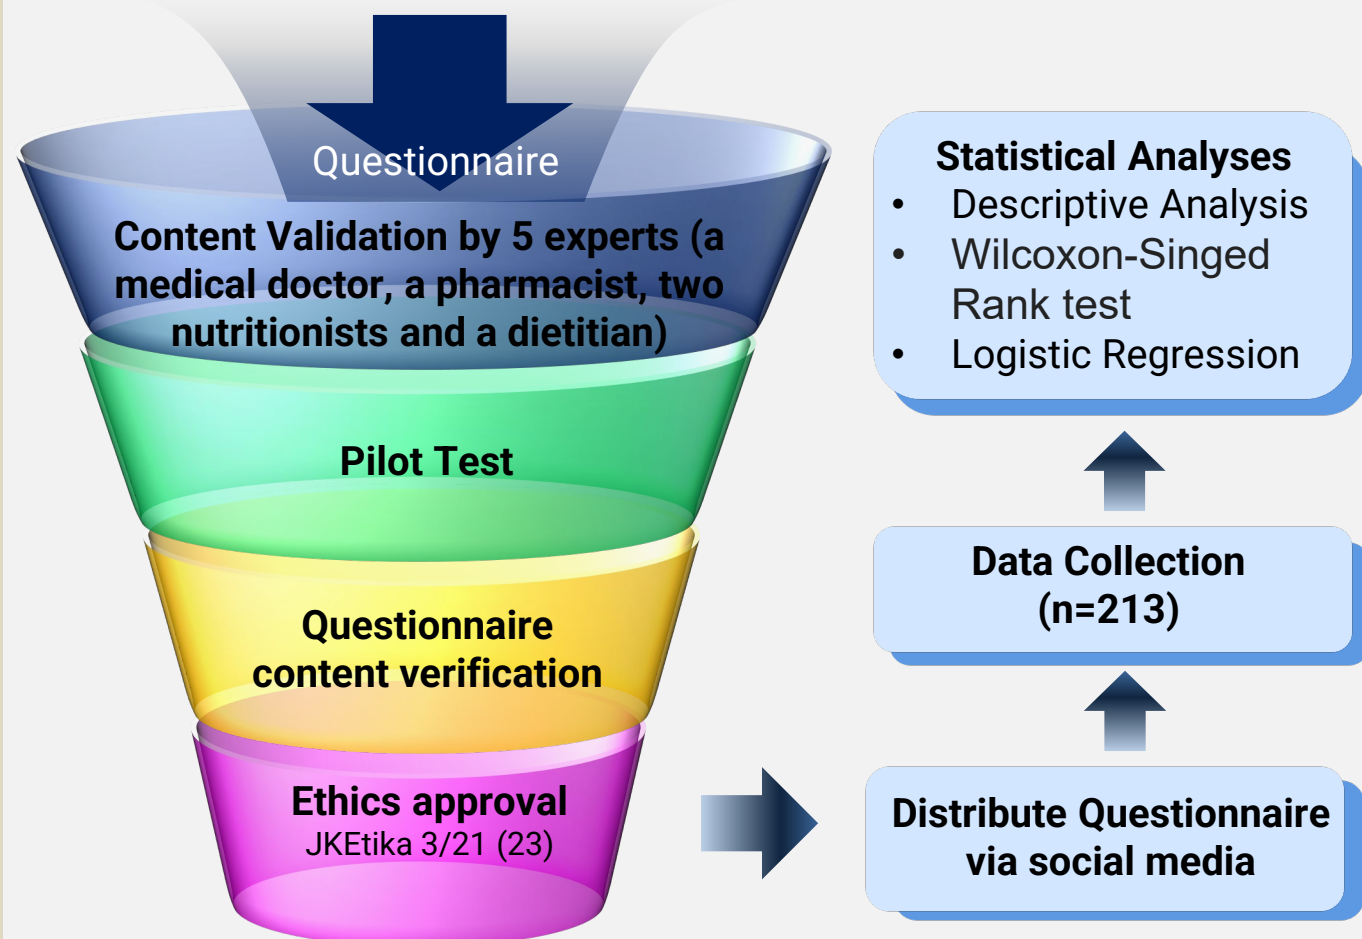 Questionnaire
Content Validation by 5 experts (a
medical doctor, a pharmacist, two
nutritionists and a dietitian)
Pilot Test
Questionnaire
content verification
Ethics approval
JKEtika 3/21 (23)
Distribute Questionnaire
via social media
Data Collection
(n=213)
Statistical Analyses
• Descriptive Analysis
• Wilcoxon-Singed
Rank test
• Logistic Regression